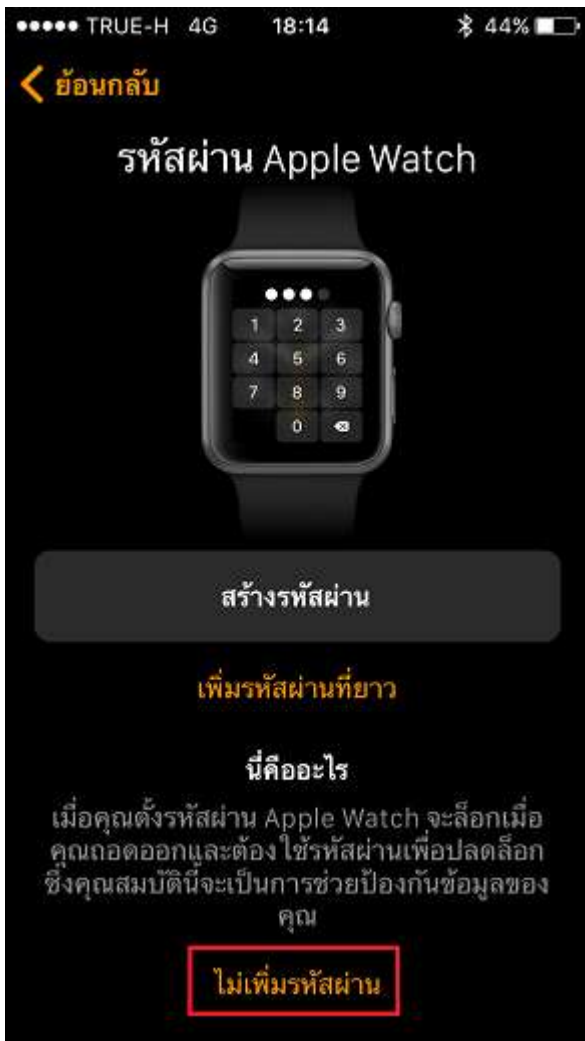 TRUE-H 4G 18:14 44%
ย้อนกลับ
รหัสผ่าน Apple Watch
1 2 3
4 5 6
7 8 9
0
สร้างรหัสผ่าน
เพิ่มรหัสผ่านที่ยาว
นี่คืออะไร
เมื่อคุณตั้งรหัสผ่าน Apple Watch จะล็อกเมื่อ
คุณถอดออกและต้องใช้รหัสผ่านเพื่อปลดล็อก
ซึ่งคุณสมบัตินี้จะเป็นการช่วยป้องกันข้อมูลของ
คุณ
ไม่เพิ่มรหัสผ่าน